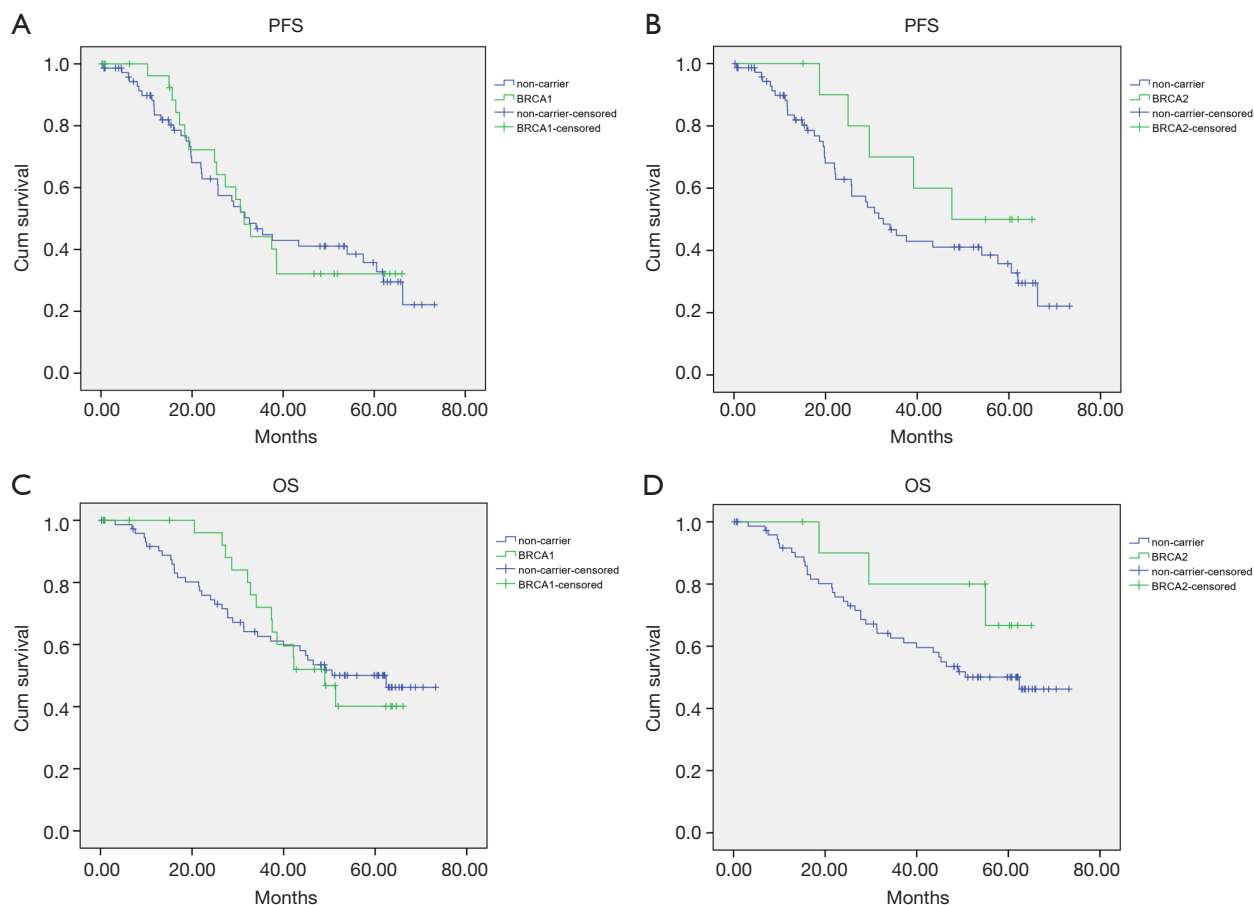 A
PFS
1.0
0.8
0.6
0.4
0.2
0.0
Cum survival
0.00 20.00 40.00 60.00 80.00
Months
non-carrier
BRCA1
non-carrier-censored
BRCA1-censored
B
PFS
1.0
0.8
0.6
0.4
0.2
0.0
Cum survival
0.00 20.00 40.00 60.00 80.00
Months
non-carrier
BRCA2
non-carrier-censored
BRCA2-censored
C
OS
1.0
0.8
0.6
0.4
0.2
0.0
Cum survival
0.00 20.00 40.00 60.00 80.00
Months
non-carrier
BRCA1
non-carrier-censored
BRCA1-censored
D
OS
1.0
0.8
0.6
0.4
0.2
0.0
Cum survival
0.00 20.00 40.00 60.00 80.00
Months
non-carrier
BRCA2
non-carrier-censored
BRCA2-censored